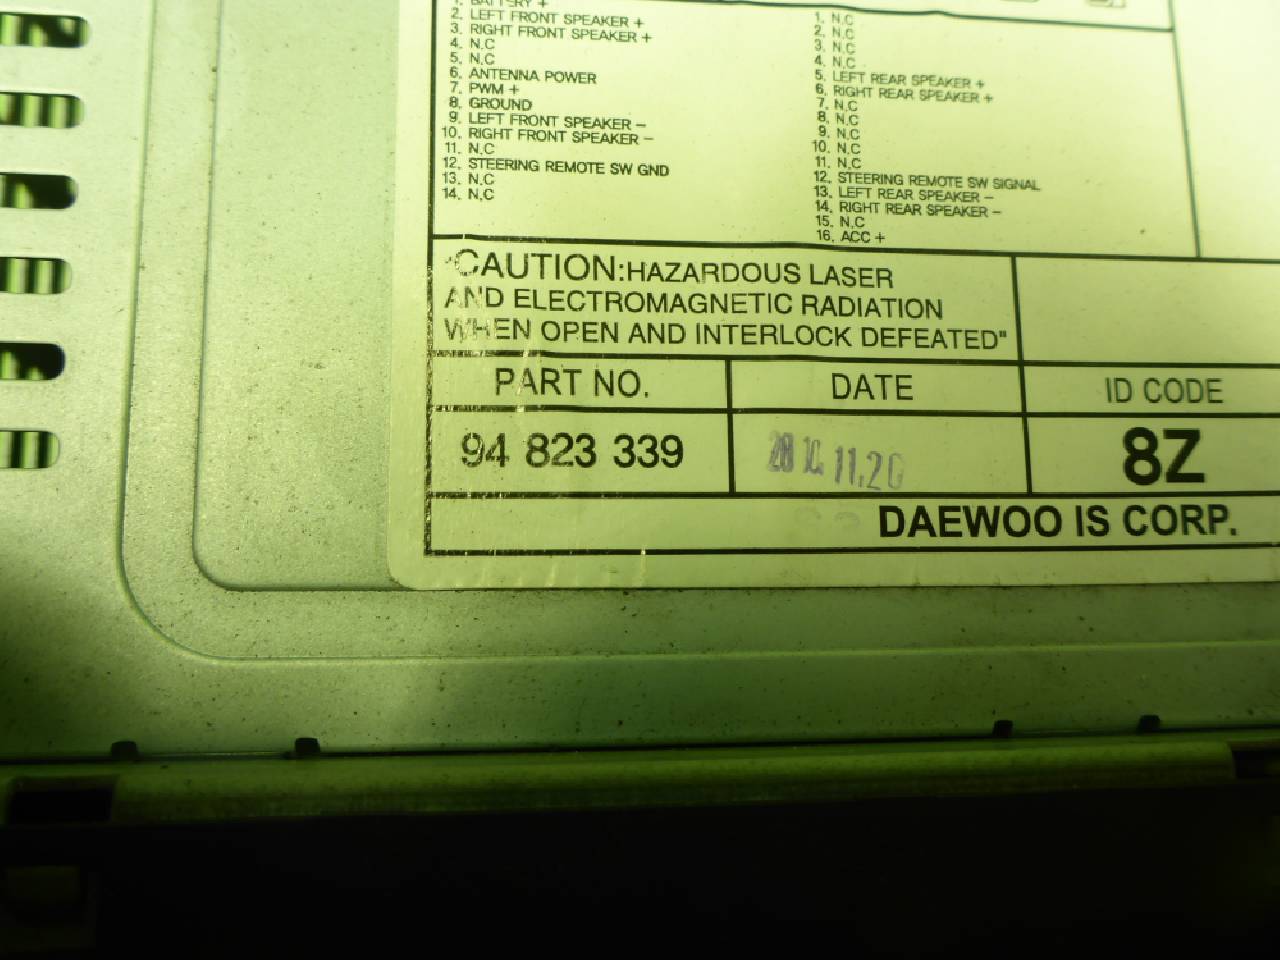 1. BATTERY +
2. LEFT FRONT SPEAKER +
3. RIGHT FRONT SPEAKER +
4. N.C
5. N.C
6. ANTENNA POWER
7. PWM +
8. GROUND
9. LEFT FRONT SPEAKER –
10. RIGHT FRONT SPEAKER –
11. N.C
12. STEERING REMOTE SW GND
13. N.C
14. N.C
1. N.C
2. N.C
3. N.C
4. N.C
5. LEFT REAR SPEAKER +
6. RIGHT REAR SPEAKER +
7. N.C
8. N.C
9. N.C
10. N.C
11. N.C
12. STEERING REMOTE SW SIGNAL
13. LEFT REAR SPEAKER –
14. RIGHT REAR SPEAKER –
15. N.C
16. ACC +
"CAUTION:HAZARDOUS LASER
AND ELECTROMAGNETIC RADIATION
WHEN OPEN AND INTERLOCK DEFEATED"
PART NO. DATE ID CODE
94 823 339 11.20 8Z
DAEWOO IS CORP.